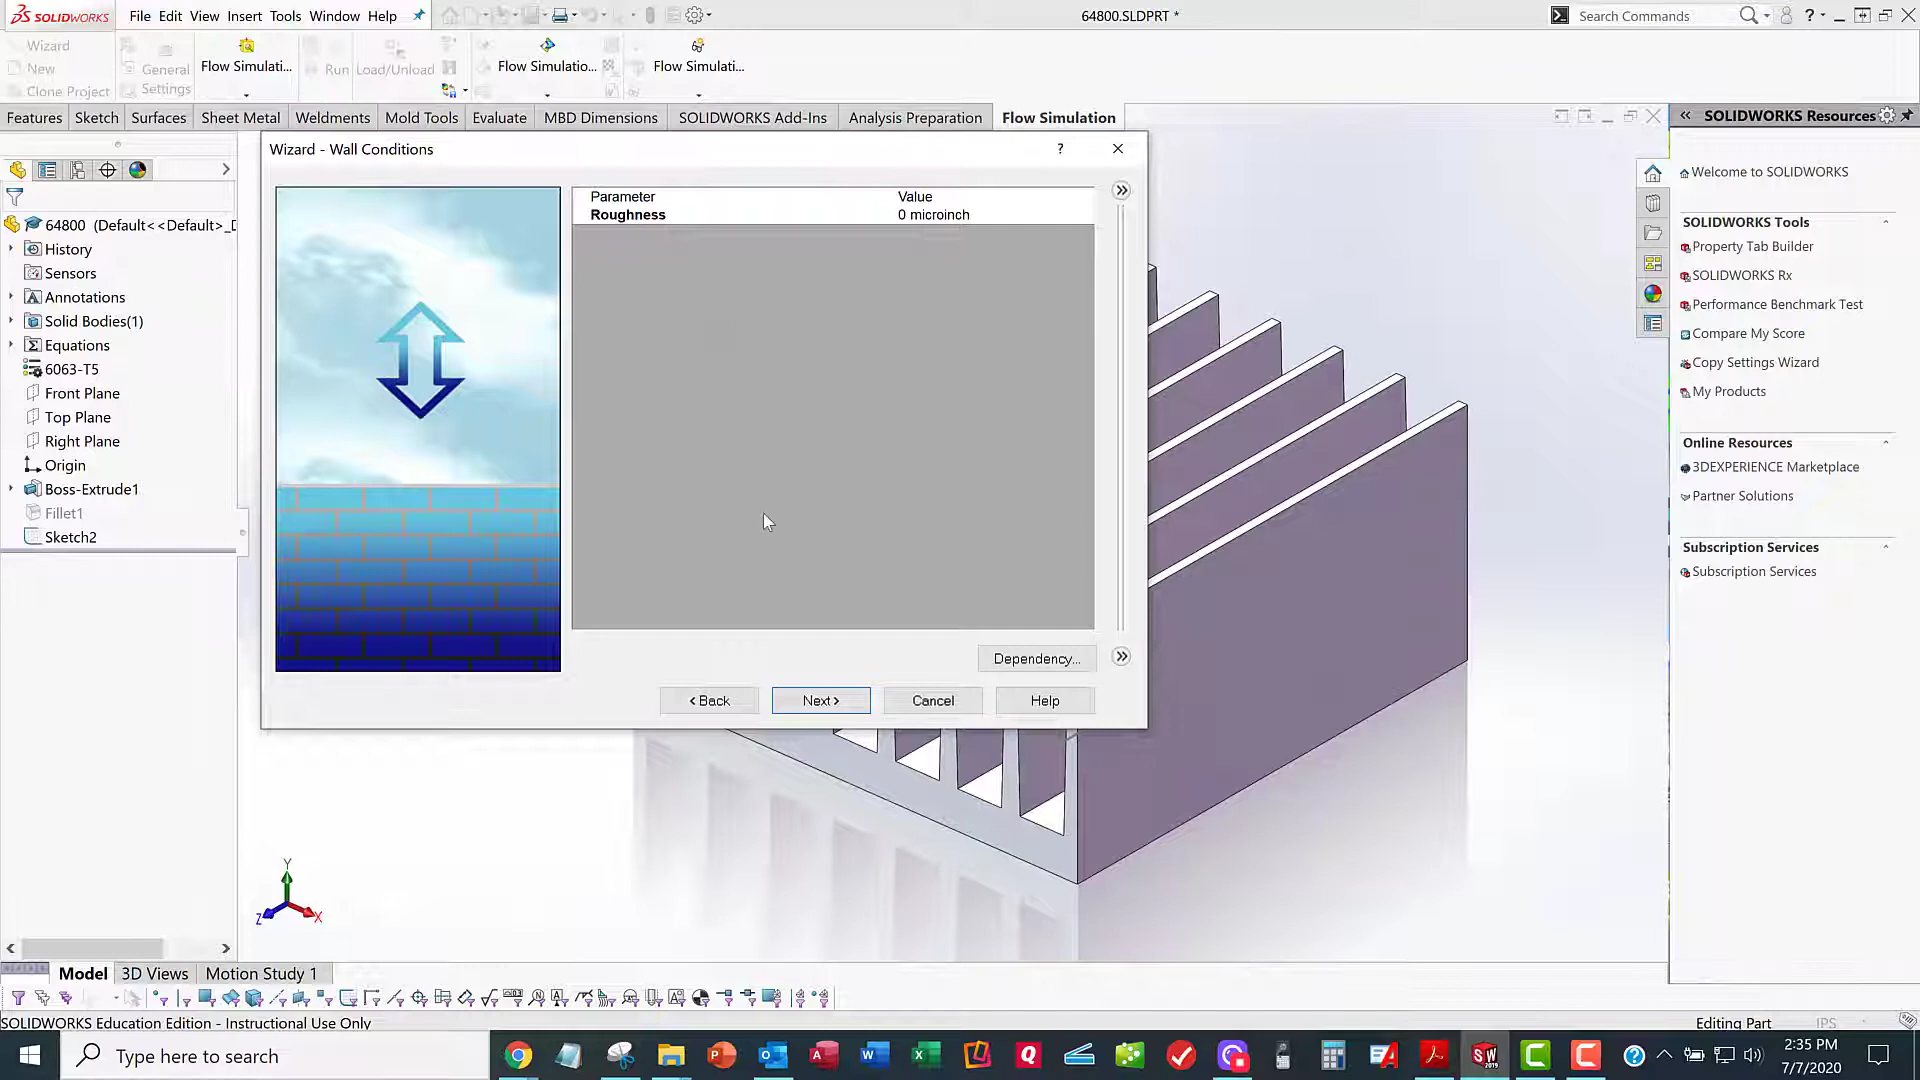 SOLIDWORKS File Edit View Insert Tools Window Help 64800.SLDPRT * Search Commands
Wizard
New
Clone Project
General Settings
Flow Simulati...
Run
Load/Unload
Flow Simulatio...
Flow Simulati...
Features Sketch Surfaces Sheet Metal Weldments Mold Tools Evaluate MBD Dimensions SOLIDWORKS Add-Ins Analysis Preparation Flow Simulation
Wizard - Wall Conditions
Parameter Value
Roughness 0 microinch
Dependency...
< Back Next > Cancel Help
64800 (Default<<Default>_D
History
Sensors
Annotations
Solid Bodies(1)
Equations
6063-T5
Front Plane
Top Plane
Right Plane
Origin
Boss-Extrude1
Fillet1
Sketch2
Y
Z X
SOLIDWORKS Resources
Welcome to SOLIDWORKS
SOLIDWORKS Tools
Property Tab Builder
SOLIDWORKS Rx
Performance Benchmark Test
Compare My Score
Copy Settings Wizard
My Products
Online Resources
3DEXPERIENCE Marketplace
Partner Solutions
Subscription Services
Subscription Services
Model 3D Views Motion Study 1
SOLIDWORKS Education Edition - Instructional Use Only Editing Part IPS
Type here to search
2:35 PM
7/7/2020